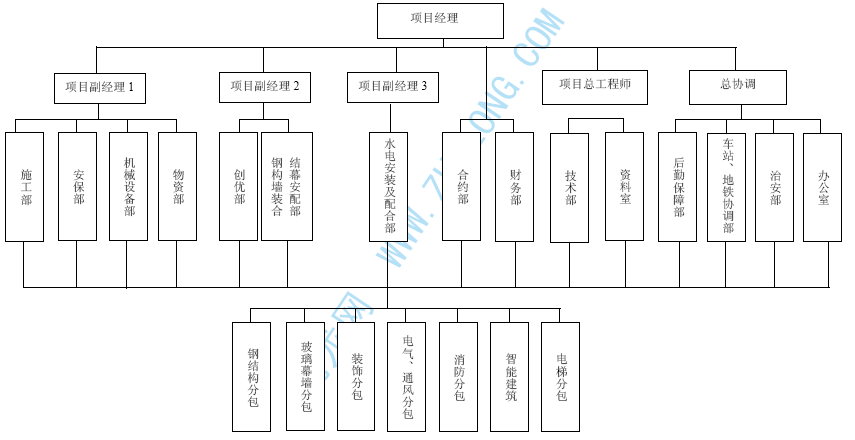 项目经理
项目副经理 1
项目副经理 2
项目副经理 3
项目总工程师
总协调
施工部
安保部
机械设备部
物资部
创优部
钢结构幕墙安装配合部
水电安装及配合部
合约部
财务部
技术部
资料室
后勤保障部
车站、地铁协调部
治安部
办公室
钢结构分包
玻璃幕墙分包
装饰分包
电气、通风分包
消防分包
智能建筑
电梯分包